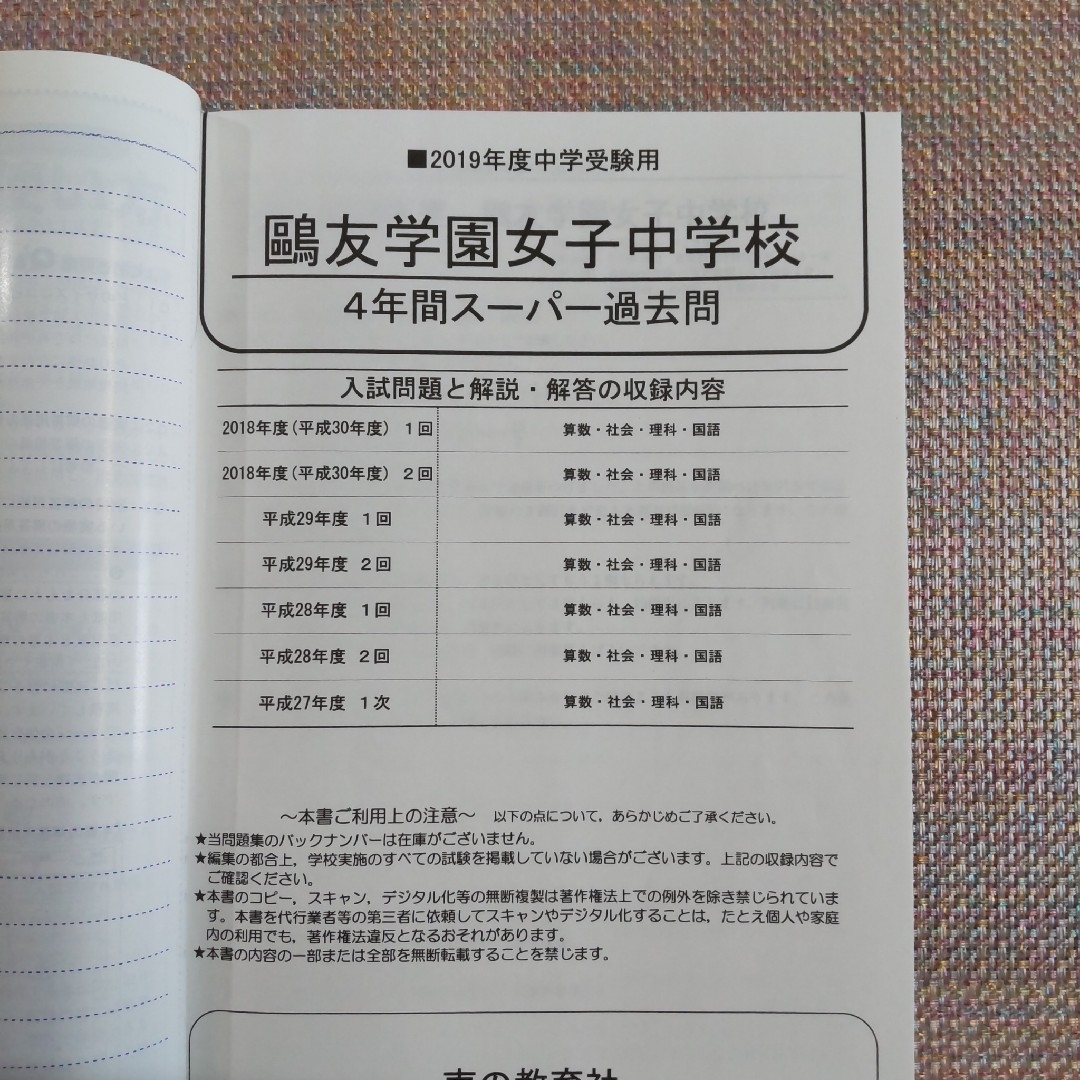 ■2019年度中学受験用
鷗友学園女子中学校
4年間スーパー過去問
入試問題と解説・解答の収録内容
2018年度(平成30年度) 1回 算数・社会・理科・国語
2018年度(平成30年度) 2回 算数・社会・理科・国語
平成29年度 1回 算数・社会・理科・国語
平成29年度 2回 算数・社会・理科・国語
平成28年度 1回 算数・社会・理科・国語
平成28年度 2回 算数・社会・理科・国語
平成27年度 1次 算数・社会・理科・国語
〜本書ご利用上の注意〜 以下の点について，あらかじめご了承ください。
★当問題集のバックナンバーは在庫がございません。
★編集の都合上，学校実施のすべての試験を掲載していない場合がございます。上記の収録内容で
ご確認ください。
★本書のコピー，スキャン，デジタル化等の無断複製は著作権法上での例外を除き禁じられていま
す。本書を代行業者等の第三者に依頼してスキャンやデジタル化することは，たとえ個人や家庭
内の利用でも，著作権法違反となるおそれがあります。
★本書の内容の一部または全部を無断転載することを禁じます。
声の教育社